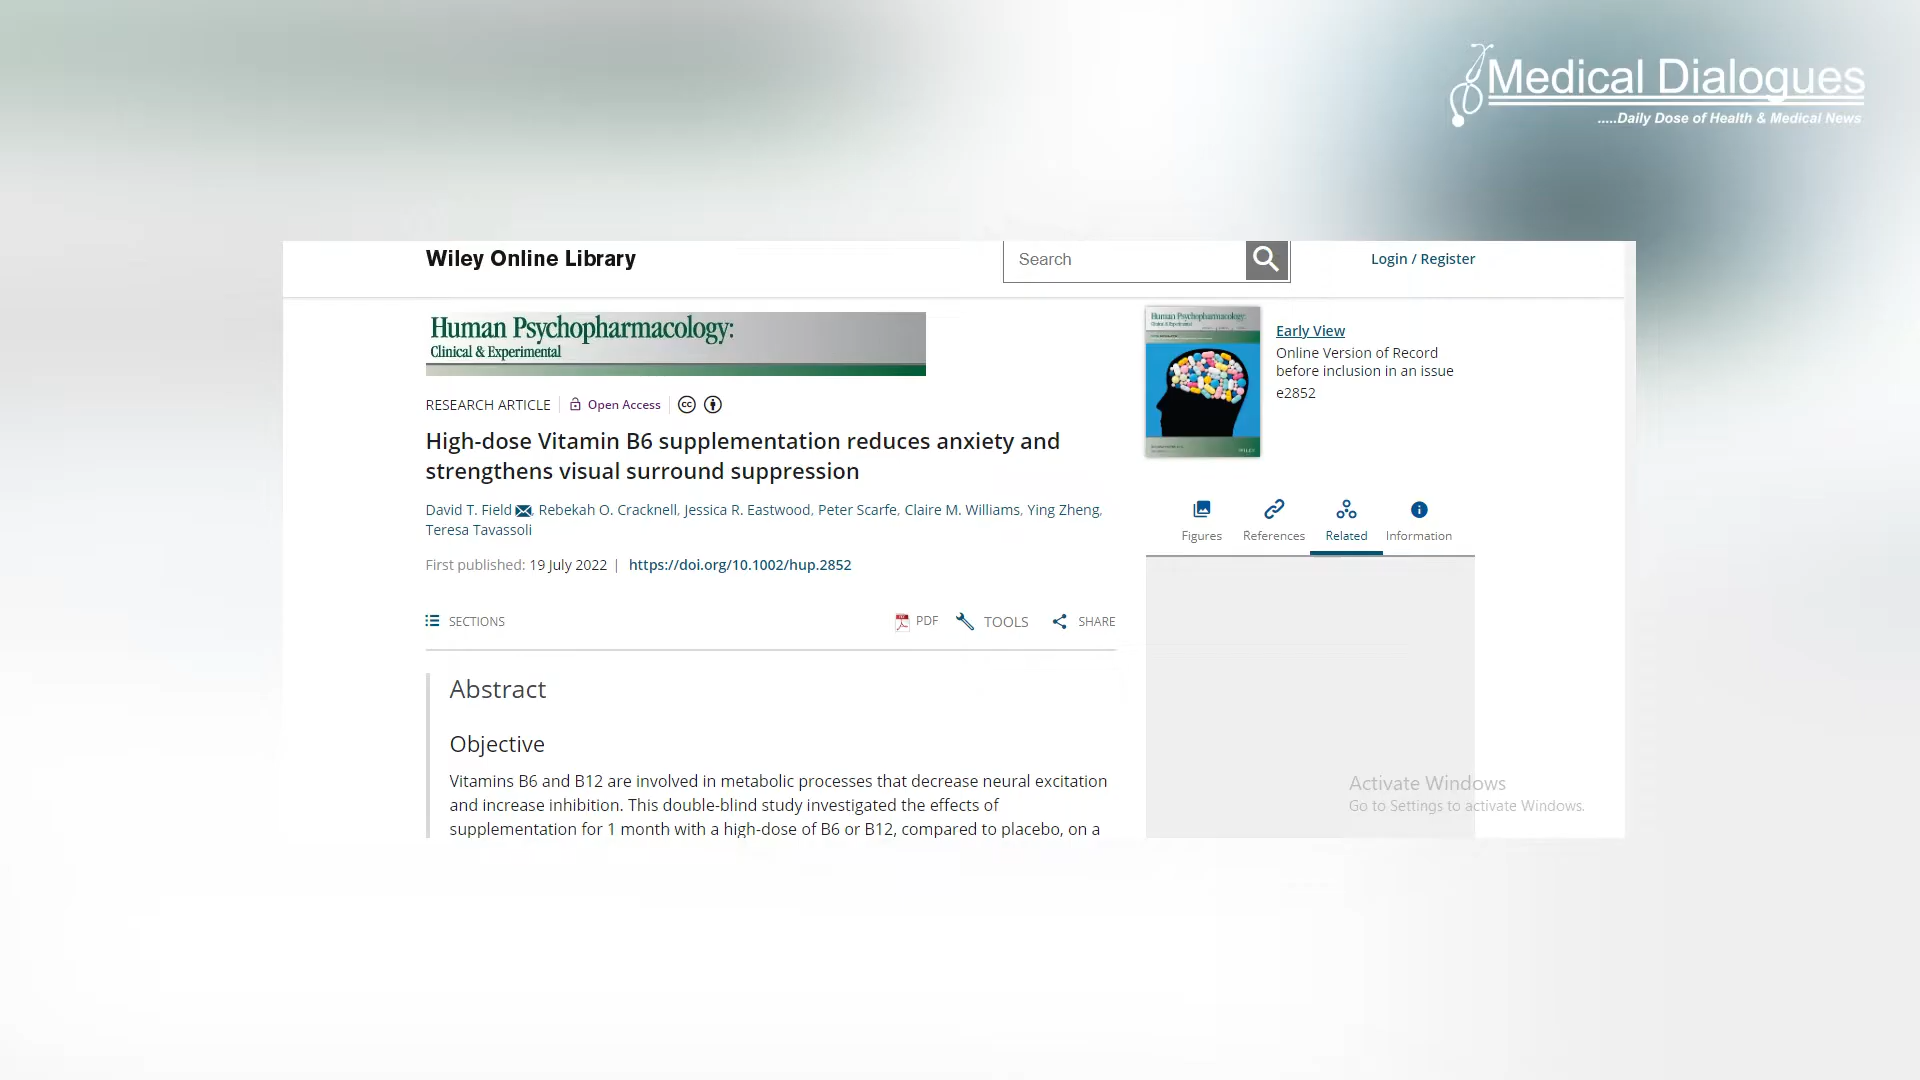 Medical Dialogues
.....Daily Dose of Health & Medical News
Wiley Online Library
Search
Login / Register
Human Psychopharmacology:
Clinical & Experimental
RESEARCH ARTICLE Open Access cc
High-dose Vitamin B6 supplementation reduces anxiety and
strengthens visual surround suppression
David T. Field, Rebekah O. Cracknell, Jessica R. Eastwood, Peter Scarfe, Claire M. Williams, Ying Zheng,
Teresa Tavassoli
First published: 19 July 2022 | https://doi.org/10.1002/hup.2852
SECTIONS
PDF TOOLS SHARE
Abstract
Objective
Vitamins B6 and B12 are involved in metabolic processes that decrease neural excitation
and increase inhibition. This double-blind study investigated the effects of
supplementation for 1 month with a high-dose of B6 or B12, compared to placebo, on a
Human Psychopharmacology:
Clinical & Experimental
WILEY
Early View
Online Version of Record
before inclusion in an issue
e2852
Figures References Related Information
Activate Windows
Go to Settings to activate Windows.